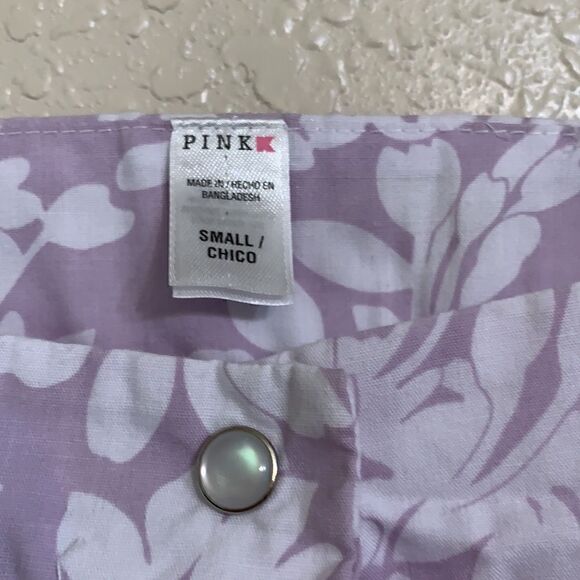 PINK
MADE IN / HECHO EN
BANGLADESH
SMALL /
CHICO